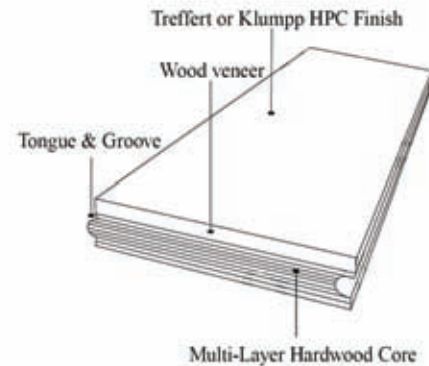 Treffert or Klumpp HPC Finish
Wood veneer
Tongue & Groove
Multi-Layer Hardwood Core